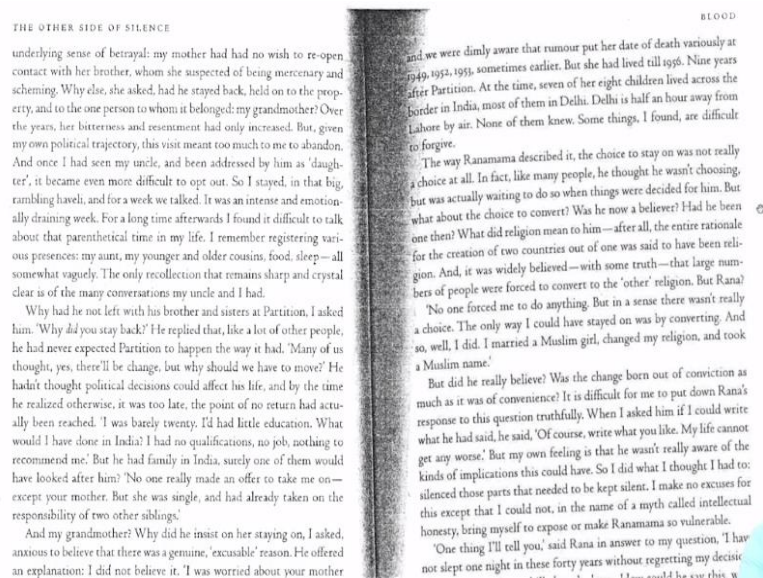 THE OTHER SIDE OF SILENCE
underlying sense of betrayal: my mother had had no wish to re-open
contact with her brother, whom she suspected of being mercenary and
scheming. Why else, she asked, had he stayed back, held on to the prop-
erty, and to the one person to whom it belonged: my grandmother? Over
the years, her bitterness and resentment had only increased. But, given
my own political trajectory, this visit meant too much to me to abandon.
And once I had seen my uncle, and been addressed by him as 'daugh-
ter', it became even more difficult to opt out. So I stayed, in that big,
rambling haveli, and for a week we talked. It was an intense and emotion-
ally draining week. For a long time afterwards I found it difficult to talk
about that parenthetical time in my life. I remember registering vari-
ous presences: my aunt, my younger and older cousins, food, sleep—all
somewhat vaguely. The only recollection that remains sharp and crystal
clear is of the many conversations my uncle and I had.
Why had he not left with his brother and sisters at Partition, I asked
him. 'Why did you stay back?' He replied that, like a lot of other people,
he had never expected Partition to happen the way it had. 'Many of us
thought, yes, there'll be change, but why should we have to move?' He
hadn't thought political decisions could affect his life, and by the time
he realized otherwise, it was too late, the point of no return had actu-
ally been reached. 'I was barely twenty. I'd had little education. What
would I have done in India? I had no qualifications, no job, nothing to
recommend me.' But he had family in India, surely one of them would
have looked after him? 'No one really made an offer to take me on—
except your mother. But she was single, and had already taken on the
responsibility of two other siblings.'
And my grandmother? Why did he insist on her staying on, I asked,
anxious to believe that there was a genuine, 'excusable' reason. He offered
an explanation: I did not believe it. 'I was worried about your mother
BLOOD
and we were dimly aware that rumour put her date of death variously at
1949, 1952, 1953, sometimes earlier. But she had lived till 1956. Nine years
after Partition. At the time, seven of her eight children lived across the
border in India, most of them in Delhi. Delhi is half an hour away from
Lahore by air. None of them knew. Some things, I found, are difficult
to forgive.
The way Ranamama described it, the choice to stay on was not really
a choice at all. In fact, like many people, he thought he wasn't choosing,
but was actually waiting to do so when things were decided for him. But
what about the choice to convert? Was he now a believer? Had he been
one then? What did religion mean to him—after all, the entire rationale
for the creation of two countries out of one was said to have been reli-
gion. And, it was widely believed—with some truth—that large num-
bers of people were forced to convert to the 'other' religion. But Rana?
'No one forced me to do anything. But in a sense there wasn't really
a choice. The only way I could have stayed on was by converting. And
so, well, I did. I married a Muslim girl, changed my religion, and took
a Muslim name.'
But did he really believe? Was the change born out of conviction as
much as it was of convenience? It is difficult for me to put down Rana's
response to this question truthfully. When I asked him if I could write
what he had said, he said, 'Of course, write what you like. My life cannot
get any worse.' But my own feeling is that he wasn't really aware of the
kinds of implications this could have. So I did what I thought I had to:
silenced those parts that needed to be kept silent. I make no excuses for
this except that I could not, in the name of a myth called intellectual
honesty, bring myself to expose or make Ranamama so vulnerable.
'One thing I'll tell you,' said Rana in answer to my question, 'I hav
not slept one night in these forty years without regretting my decisio